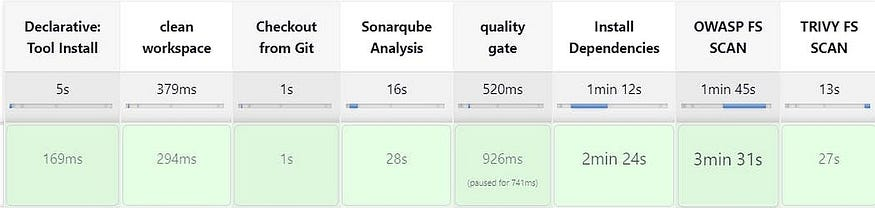 Declarative: Tool Install
clean workspace
Checkout from Git
Sonarqube Analysis
quality gate
Install Dependencies
OWASP FS SCAN
TRIVY FS SCAN
5s 379ms 1s 16s 520ms 1min 12s 1min 45s 13s
169ms 294ms 1s 28s 926ms 2min 24s 3min 31s 27s
(paused for 741ms)